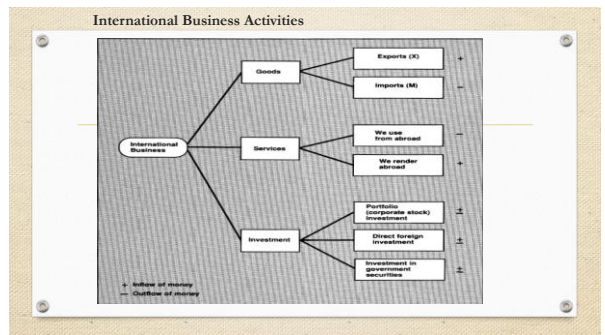 International Business Activities
Exports (X)
+
Goods
Imports (M)
−
We use
from abroad
−
International
Business
Services
We render
abroad
+
Portfolio
(corporate stock)
investment
±
Investment
Direct foreign
investment
±
Investment in
government
securities
±
+ Inflow of money
− Outflow of money